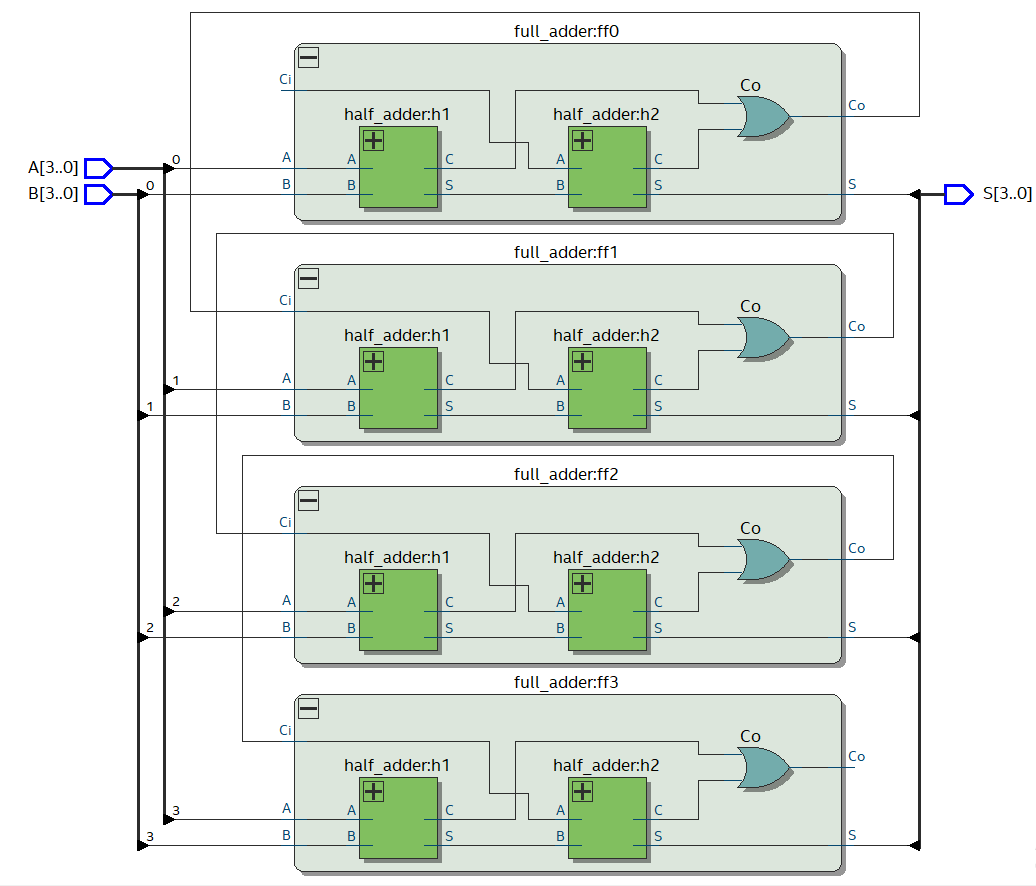 full_adder:ff0
Ci
Co
Co
half_adder:h1
half_adder:h2
A[3..0]
0
A
A
C
A
C
B[3..0]
0
B
B
S
B
S
S
S[3..0]
full_adder:ff1
Ci
Co
Co
half_adder:h1
half_adder:h2
1
A
A
C
A
C
1
B
B
S
B
S
S
full_adder:ff2
Ci
Co
Co
half_adder:h1
half_adder:h2
2
A
A
C
A
C
2
B
B
S
B
S
S
full_adder:ff3
Ci
Co
Co
half_adder:h1
half_adder:h2
3
A
A
C
A
C
3
B
B
S
B
S
S